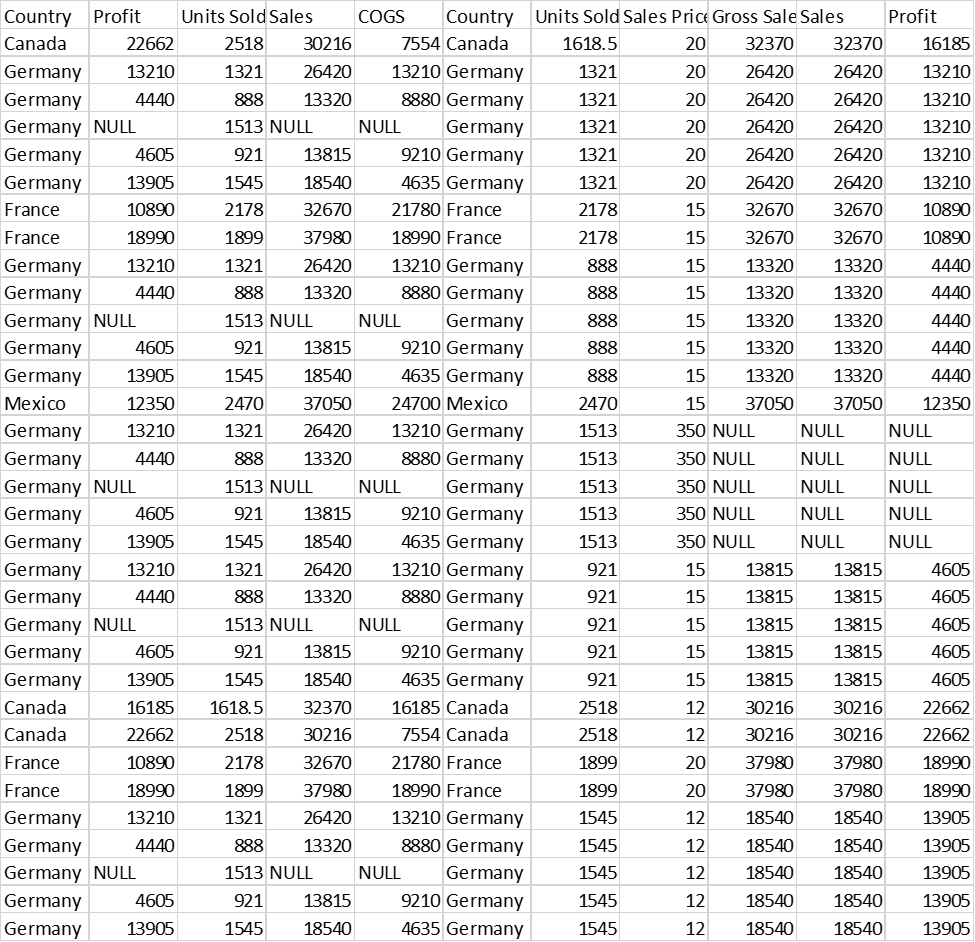 Country Profit Units Sold Sales COGS Country Units Sold Sales Price Gross Sale Sales Profit
Canada 22662 2518 30216 7554 Canada 1618.5 20 32370 32370 16185
Germany 13210 1321 26420 13210 Germany 1321 20 26420 26420 13210
Germany 4440 888 13320 8880 Germany 1321 20 26420 26420 13210
Germany NULL 1513 NULL NULL Germany 1321 20 26420 26420 13210
Germany 4605 921 13815 9210 Germany 1321 20 26420 26420 13210
Germany 13905 1545 18540 4635 Germany 1321 20 26420 26420 13210
France 10890 2178 32670 21780 France 2178 15 32670 32670 10890
France 18990 1899 37980 18990 France 2178 15 32670 32670 10890
Germany 13210 1321 26420 13210 Germany 888 15 13320 13320 4440
Germany 4440 888 13320 8880 Germany 888 15 13320 13320 4440
Germany NULL 1513 NULL NULL Germany 888 15 13320 13320 4440
Germany 4605 921 13815 9210 Germany 888 15 13320 13320 4440
Germany 13905 1545 18540 4635 Germany 888 15 13320 13320 4440
Mexico 12350 2470 37050 24700 Mexico 2470 15 37050 37050 12350
Germany 13210 1321 26420 13210 Germany 1513 350 NULL NULL NULL
Germany 4440 888 13320 8880 Germany 1513 350 NULL NULL NULL
Germany NULL 1513 NULL NULL Germany 1513 350 NULL NULL NULL
Germany 4605 921 13815 9210 Germany 1513 350 NULL NULL NULL
Germany 13905 1545 18540 4635 Germany 1513 350 NULL NULL NULL
Germany 13210 1321 26420 13210 Germany 921 15 13815 13815 4605
Germany 4440 888 13320 8880 Germany 921 15 13815 13815 4605
Germany NULL 1513 NULL NULL Germany 921 15 13815 13815 4605
Germany 4605 921 13815 9210 Germany 921 15 13815 13815 4605
Germany 13905 1545 18540 4635 Germany 921 15 13815 13815 4605
Canada 16185 1618.5 32370 16185 Canada 2518 12 30216 30216 22662
Canada 22662 2518 30216 7554 Canada 2518 12 30216 30216 22662
France 10890 2178 32670 21780 France 1899 20 37980 37980 18990
France 18990 1899 37980 18990 France 1899 20 37980 37980 18990
Germany 13210 1321 26420 13210 Germany 1545 12 18540 18540 13905
Germany 4440 888 13320 8880 Germany 1545 12 18540 18540 13905
Germany NULL 1513 NULL NULL Germany 1545 12 18540 18540 13905
Germany 4605 921 13815 9210 Germany 1545 12 18540 18540 13905
Germany 13905 1545 18540 4635 Germany 1545 12 18540 18540 13905